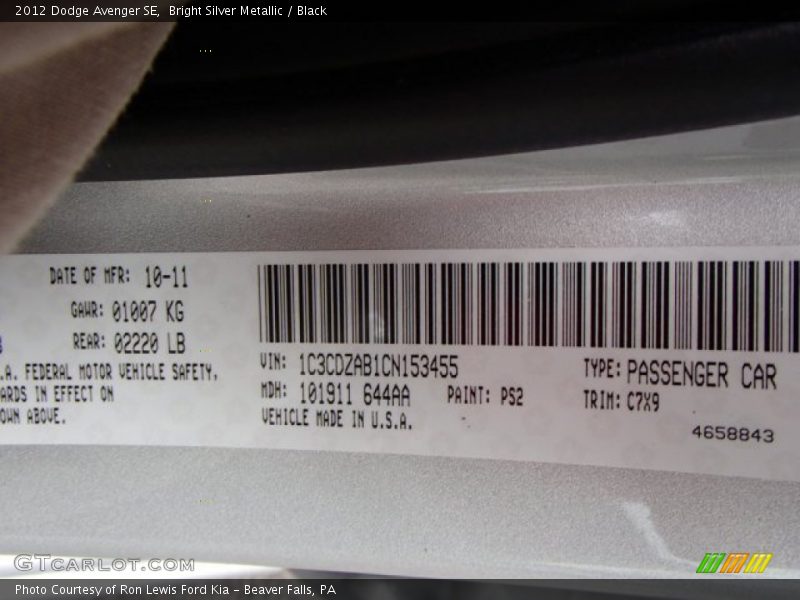 2012 Dodge Avenger SE,  Bright Silver Metallic / Black
DATE OF MFR: 10-11
GAWR: 01007 KG
REAR: 02220 LB
.A. FEDERAL MOTOR VEHICLE SAFETY,
ARDS IN EFFECT ON
OWN ABOVE.
VIN: 1C3CDZAB1CN153455
TYPE: PASSENGER CAR
MDH: 101911 644AA
PAINT: PS2
TRIM: C7X9
VEHICLE MADE IN U.S.A.
4658843
GTCARLOT.COM
Photo Courtesy of Ron Lewis Ford Kia – Beaver Falls, PA